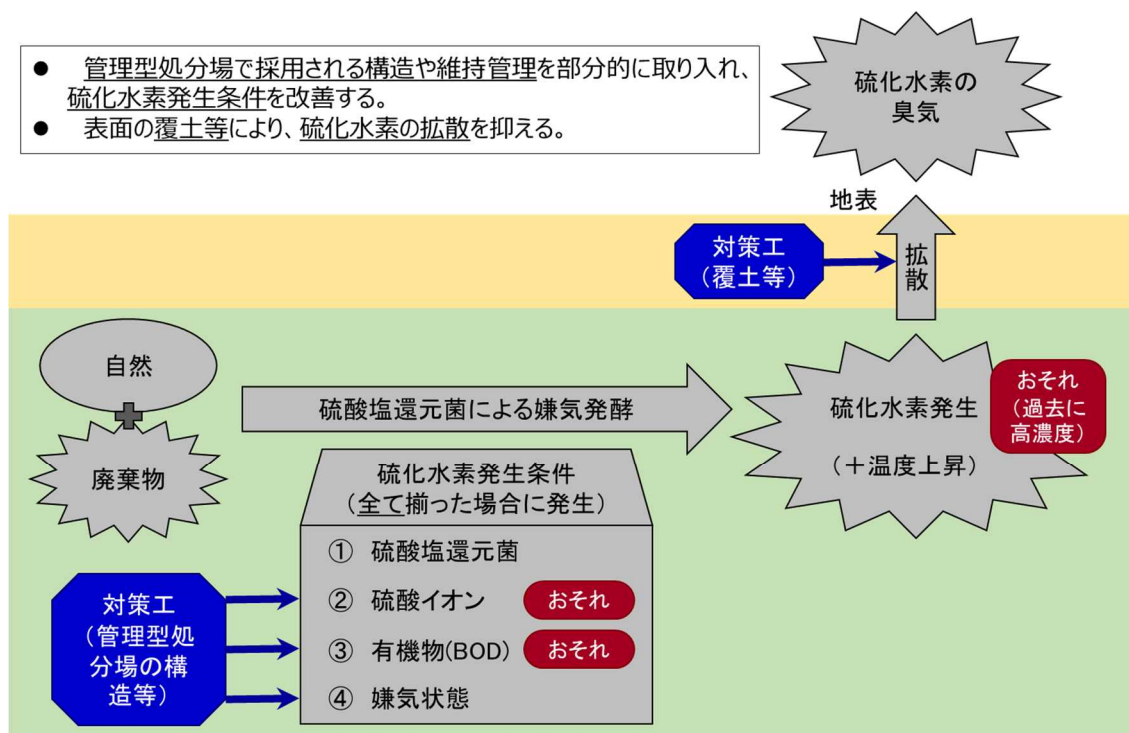 ● 管理型処分場で採用される構造や維持管理を部分的に取り入れ、
硫化水素発生条件を改善する。
● 表面の覆土等により、硫化水素の拡散を抑える。
硫化水素の
臭気
地表
対策工
（覆土等）
拡散
自然
廃棄物
硫酸塩還元菌による嫌気発酵
硫化水素発生
（＋温度上昇）
おそれ
（過去に
高濃度）
硫化水素発生条件
（全て揃った場合に発生）
① 硫酸塩還元菌
② 硫酸イオン おそれ
③ 有機物(BOD) おそれ
④ 嫌気状態
対策工
（管理型処
分場の構
造等）